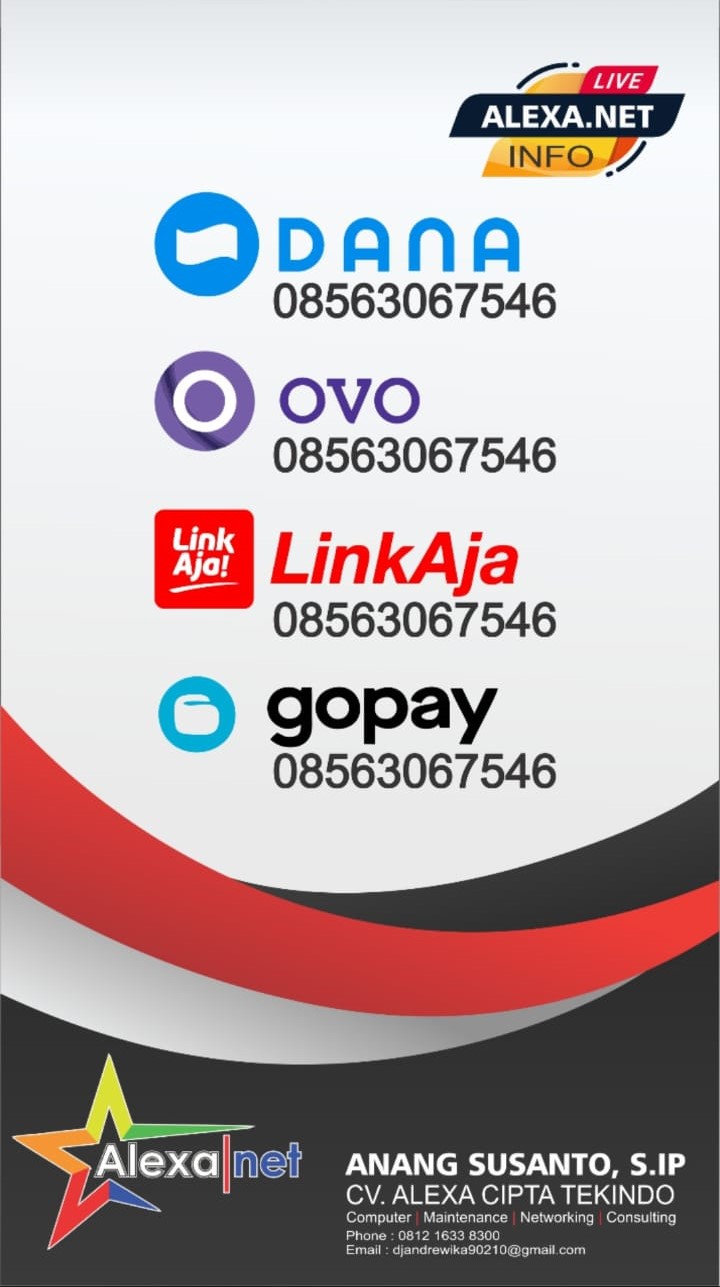 LIVE
ALEXA.NET
INFO
DANA
08563067546
OVO
08563067546
Link
Aja!
LinkAja
08563067546
gopay
08563067546
Alexa|net
ANANG SUSANTO, S.IP
CV. ALEXA CIPTA TEKINDO
Computer | Maintenance | Networking | Consulting
Phone : 0812 1633 8300
Email : djandrewika90210@gmail.com